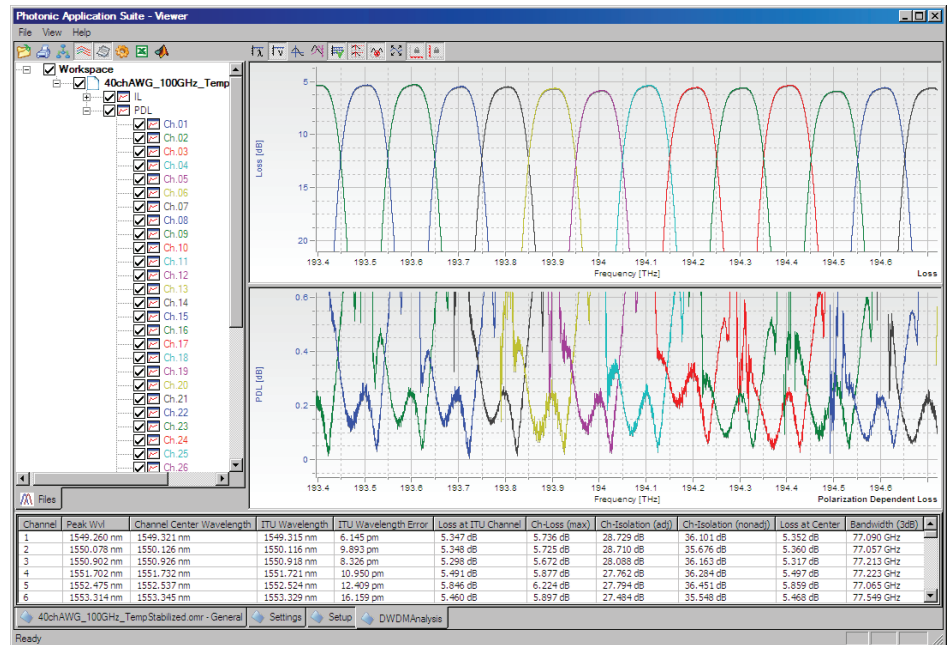 Photonic Application Suite - Viewer
File View Help
Workspace
40chAWG_100GHz_Temp
IL
PDL
Ch.01
Ch.02
Ch.03
Ch.04
Ch.05
Ch.06
Ch.07
Ch.08
Ch.09
Ch.10
Ch.11
Ch.12
Ch.13
Ch.14
Ch.15
Ch.16
Ch.17
Ch.18
Ch.19
Ch.20
Ch.21
Ch.22
Ch.23
Ch.24
Ch.25
Ch.26
Files
Loss [dB]
5
10
15
20
193.4 193.5 193.6 193.7 193.8 193.9 194 194.1 194.2 194.3 194.4 194.5 194.6
Frequency [THz] Loss
PDL [dB]
0.6
0.4
0.2
0
193.4 193.5 193.6 193.7 193.8 193.9 194 194.1 194.2 194.3 194.4 194.5 194.6
Frequency [THz] Polarization Dependent Loss
Channel Peak Wvl Channel Center Wavelength ITU Wavelength ITU Wavelength Error Loss at ITU Channel Ch-Loss (max) Ch-Isolation (adj) Ch-Isolation (nonadj) Loss at Center Bandwidth (3dB)
1 1549.260 nm 1549.321 nm 1549.315 nm 6.145 pm 5.347 dB 5.736 dB 28.729 dB 36.101 dB 5.352 dB 77.090 GHz
2 1550.078 nm 1550.126 nm 1550.116 nm 9.893 pm 5.348 dB 5.725 dB 28.710 dB 35.676 dB 5.360 dB 77.057 GHz
3 1550.902 nm 1550.926 nm 1550.918 nm 8.326 pm 5.298 dB 5.672 dB 28.088 dB 36.163 dB 5.317 dB 77.213 GHz
4 1551.702 nm 1551.732 nm 1551.721 nm 10.950 pm 5.491 dB 5.877 dB 27.762 dB 36.284 dB 5.497 dB 77.223 GHz
5 1552.475 nm 1552.537 nm 1552.524 nm 12.409 pm 5.846 dB 6.224 dB 27.794 dB 36.451 dB 5.859 dB 77.065 GHz
6 1553.314 nm 1553.345 nm 1553.329 nm 16.159 pm 5.460 dB 5.897 dB 27.484 dB 35.548 dB 5.468 dB 77.549 GHz
40chAWG_100GHz_TempStabilized.omr - General Settings Setup DWDMAnalysis
Ready